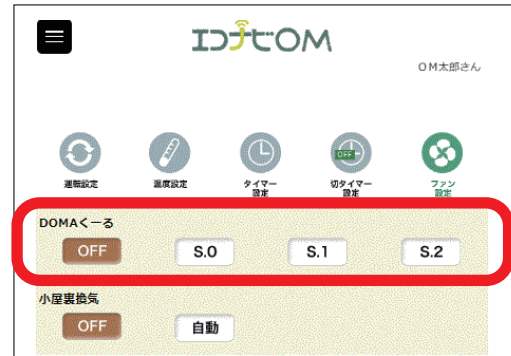 エコナビOM
OM太郎さん
運転設定
温度設定
タイマー
設定
OFF
切タイマー
設定
ファン
設定
DOMAくーる
OFF
S.0
S.1
S.2
小屋裏換気
OFF
自動